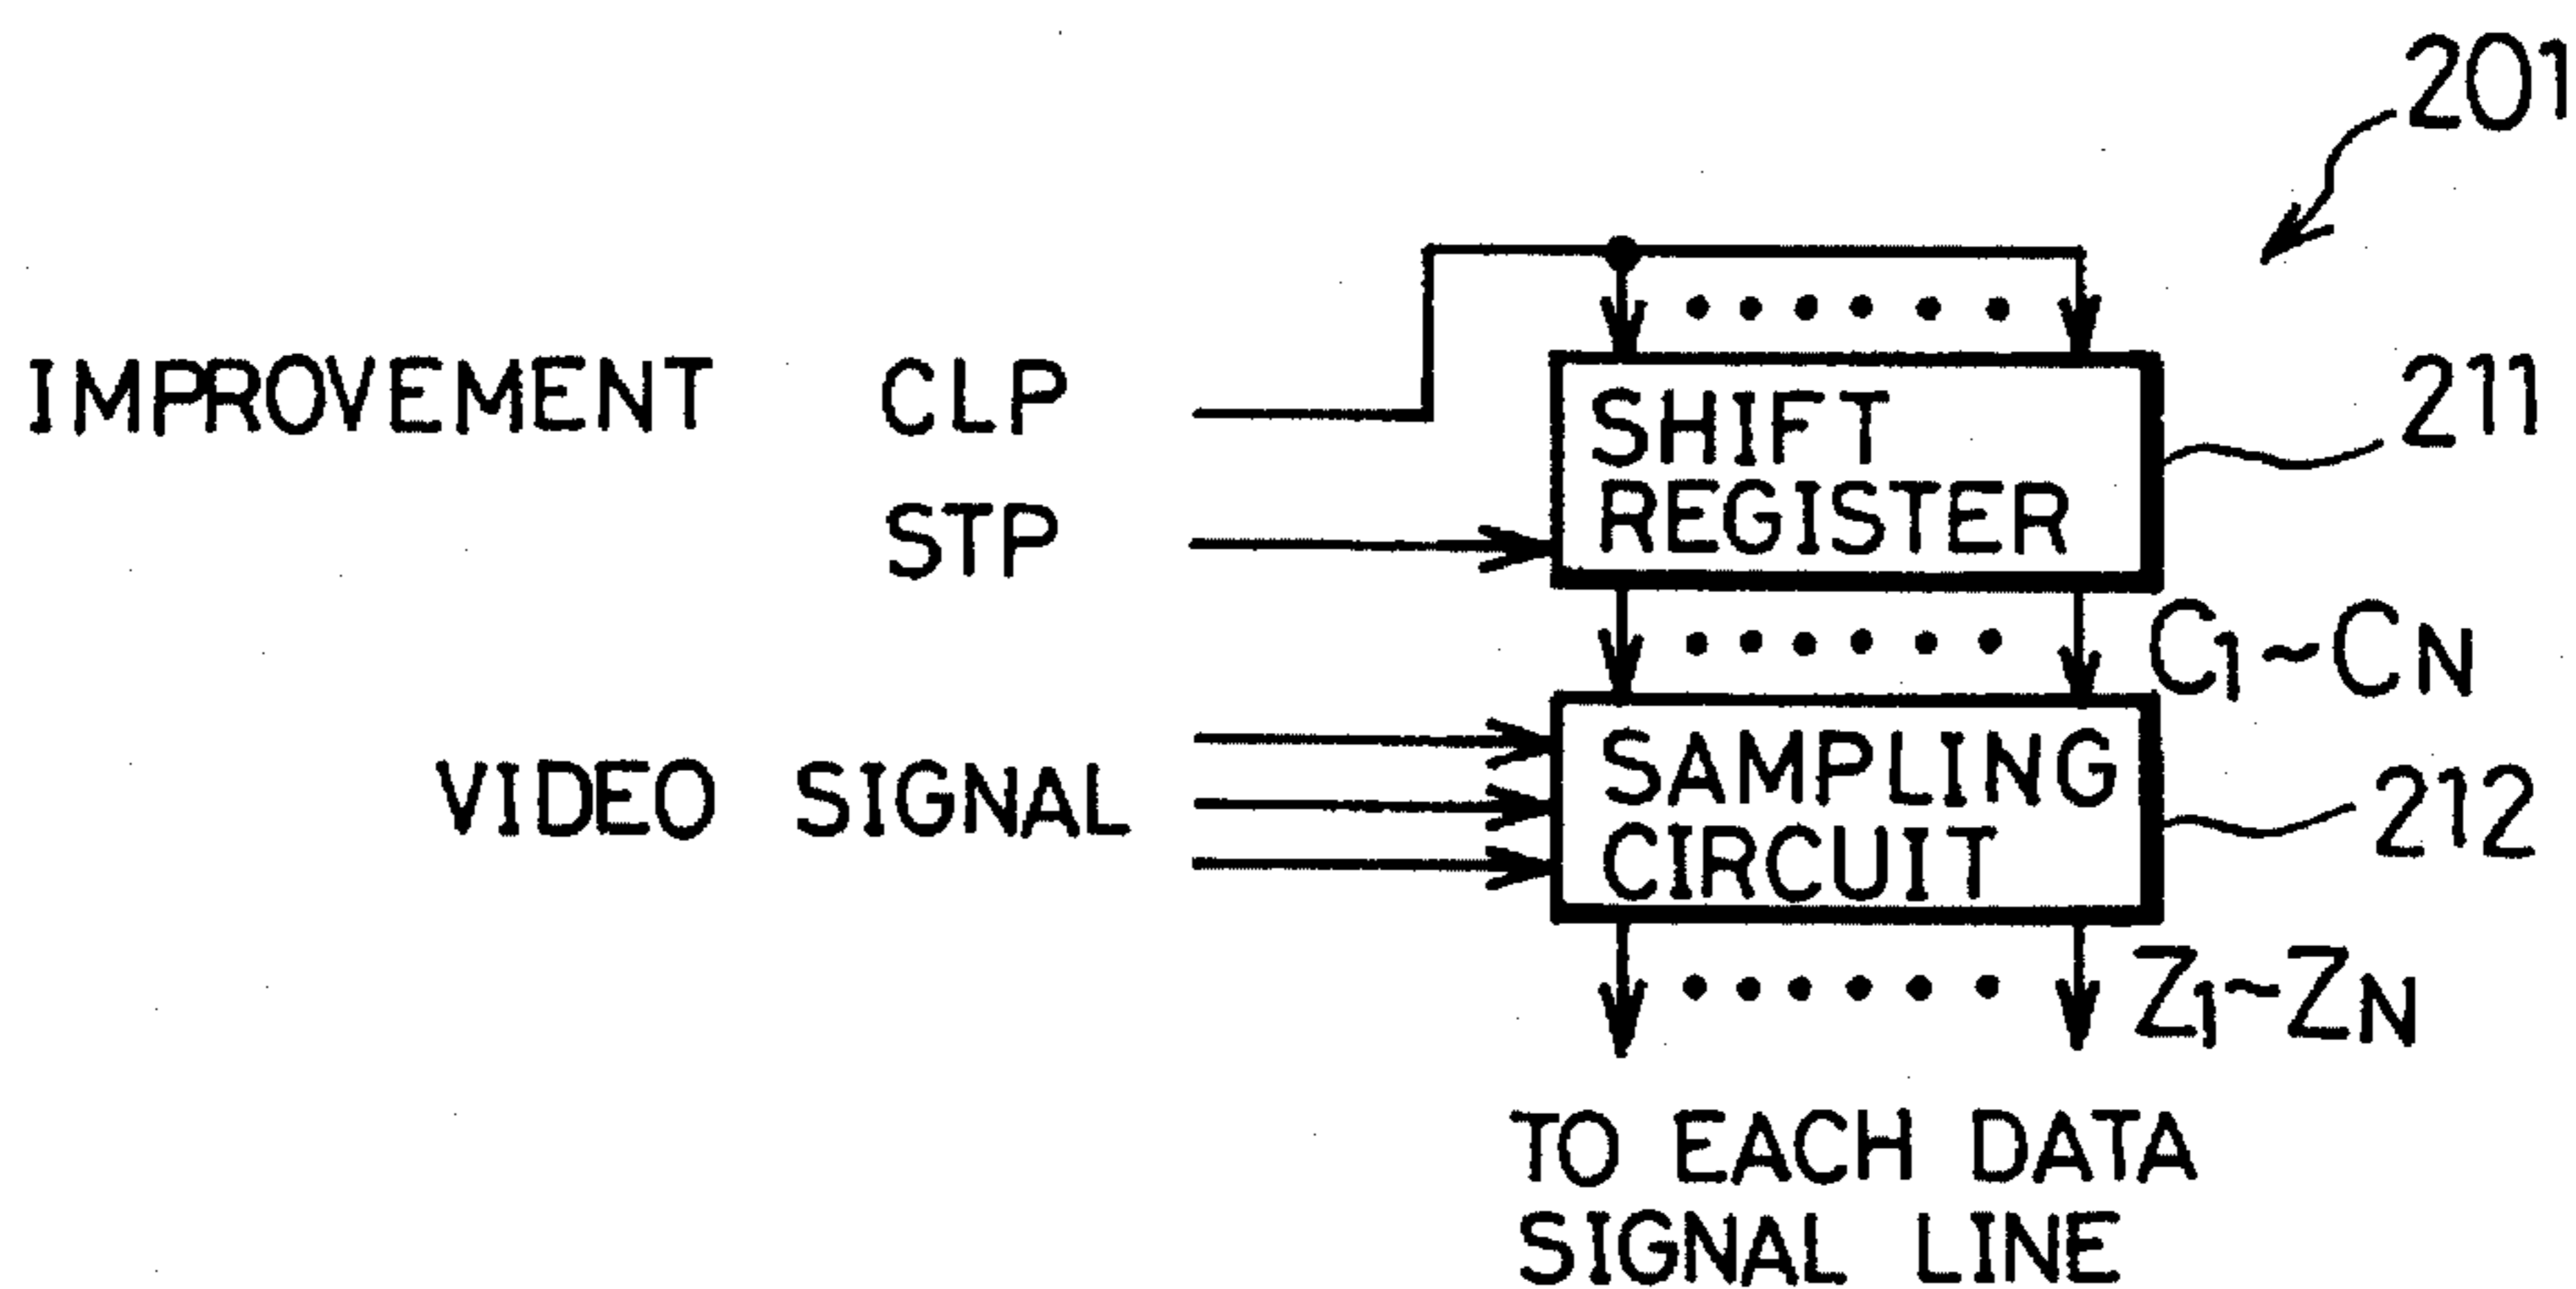 201
IMPROVEMENT CLP
SHIFT
REGISTER
211
STP
C1~CN
VIDEO SIGNAL
SAMPLING
CIRCUIT
212
Z1~ZN
TO EACH DATA
SIGNAL LINE